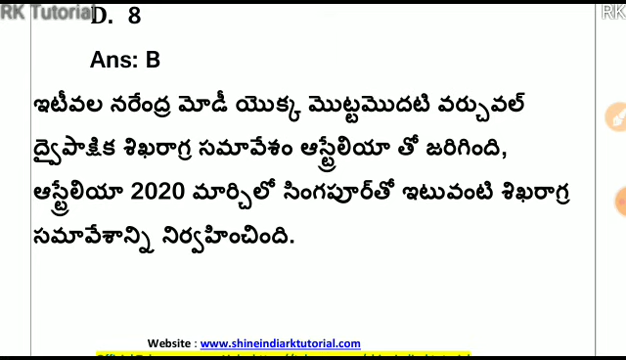 RK Tutorial
RK
D. 8
Ans: B
ఇటీవల నరేంద్ర మోడీ యొక్క మొట్టమొదటి వర్చువల్
ద్వైపాక్షిక శిఖరాగ్ర సమావేశం ఆస్ట్రేలియా తో జరిగింది,
ఆస్ట్రేలియా 2020 మార్చిలో సింగపూర్‌తో ఇటువంటి శిఖరాగ్ర
సమావేశాన్ని నిర్వహించింది.
Website : www.shineindiarktutorial.com